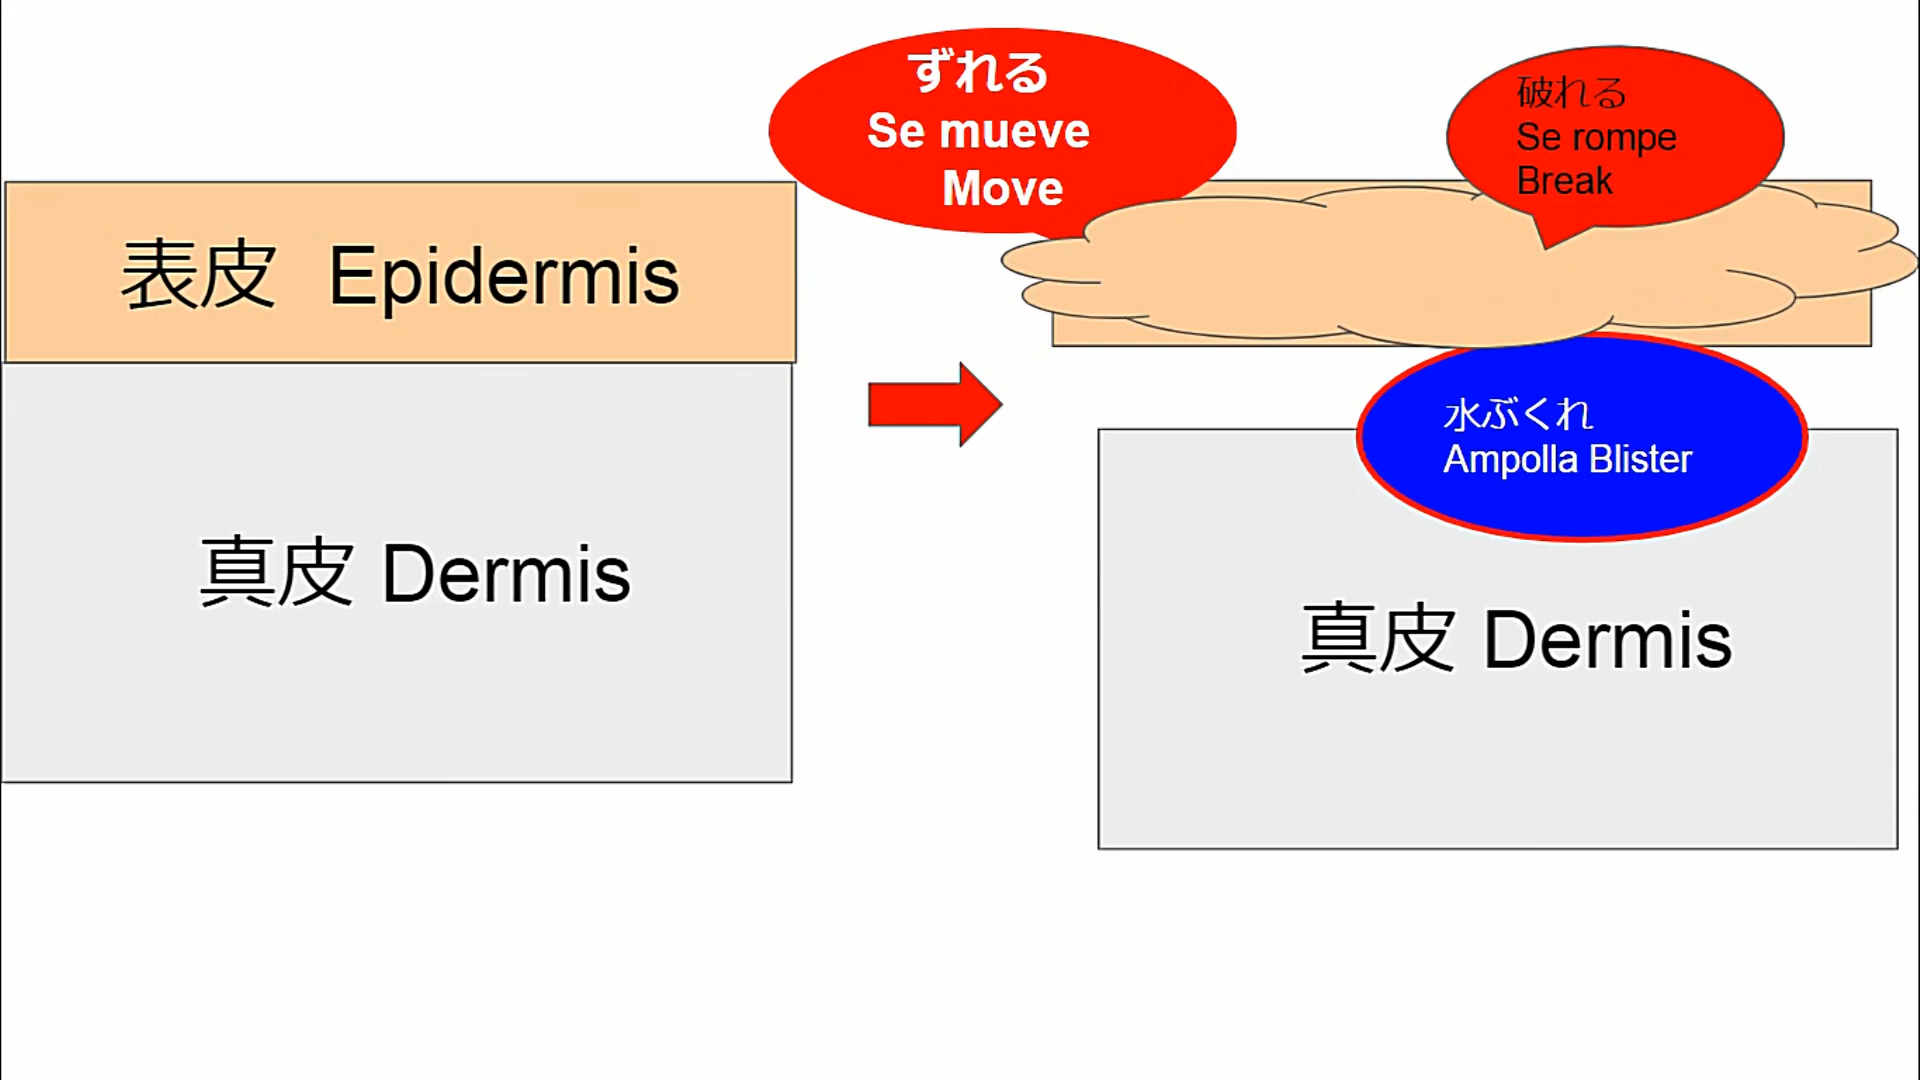 表皮 Epidermis
真皮 Dermis
ずれる
Se mueve
Move
破れる
Se rompe
Break
水ぶくれ
Ampolla Blister
真皮 Dermis